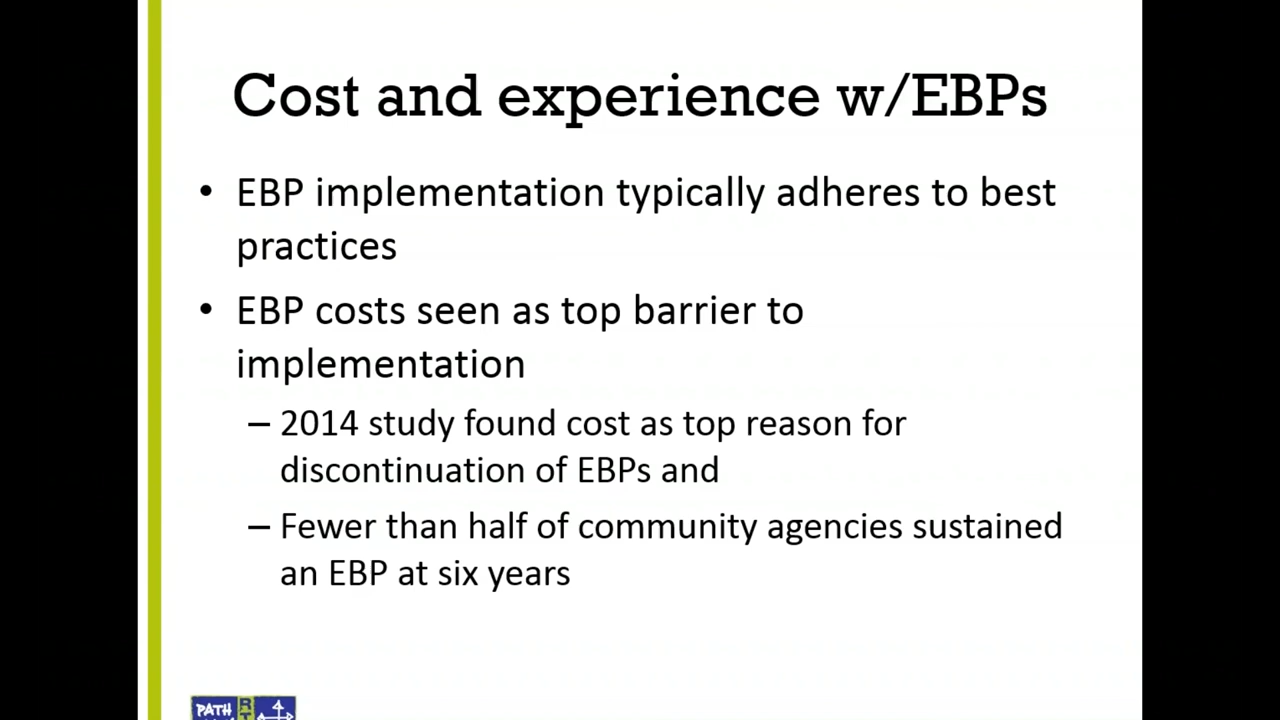 Cost and experience w/EBPs
• EBP implementation typically adheres to best
practices
• EBP costs seen as top barrier to
implementation
– 2014 study found cost as top reason for
discontinuation of EBPs and
– Fewer than half of community agencies sustained
an EBP at six years
PATH